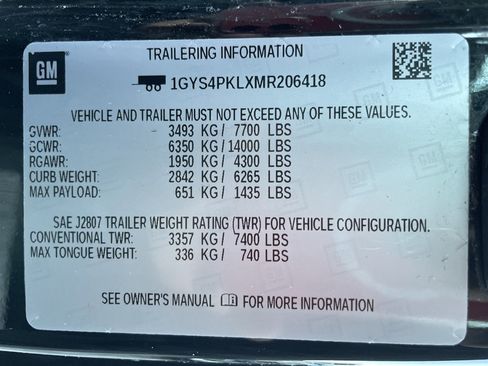 GM
TRAILERING INFORMATION
1GYS4PKLXMR206418
VEHICLE AND TRAILER MUST NOT EXCEED ANY OF THESE VALUES.
GVWR: 3493 KG/ 7700 LBS
GCWR: 6350 KG/ 14000 LBS
RGAWR: 1950 KG/ 4300 LBS
CURB WEIGHT: 2842 KG/ 6265 LBS
MAX PAYLOAD: 651 KG/ 1435 LBS
SAE J2807 TRAILER WEIGHT RATING (TWR) FOR VEHICLE CONFIGURATION.
CONVENTIONAL TWR: 3357 KG/ 7400 LBS
MAX TONGUE WEIGHT: 336 KG/ 740 LBS
SEE OWNER'S MANUAL FOR MORE INFORMATION